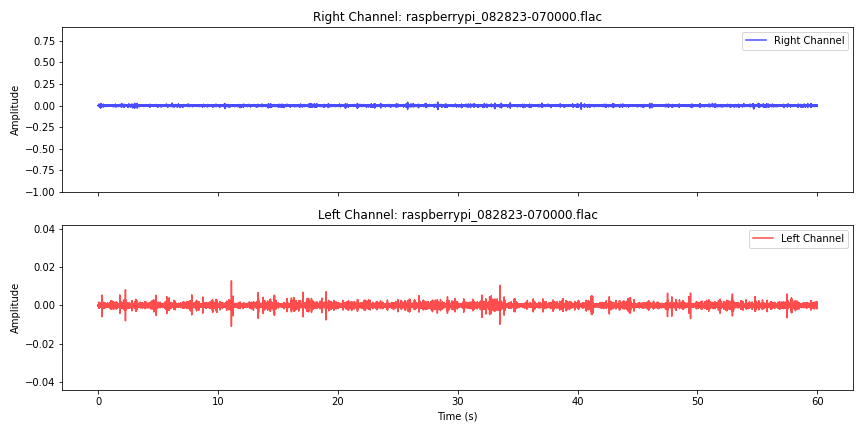 Right Channel: raspberrypi_082823-070000.flac
Right Channel
Amplitude
0.75
0.50
0.25
0.00
−0.25
−0.50
−0.75
−1.00
Left Channel: raspberrypi_082823-070000.flac
Left Channel
Amplitude
0.04
0.02
0.00
−0.02
−0.04
0 10 20 30 40 50 60
Time (s)